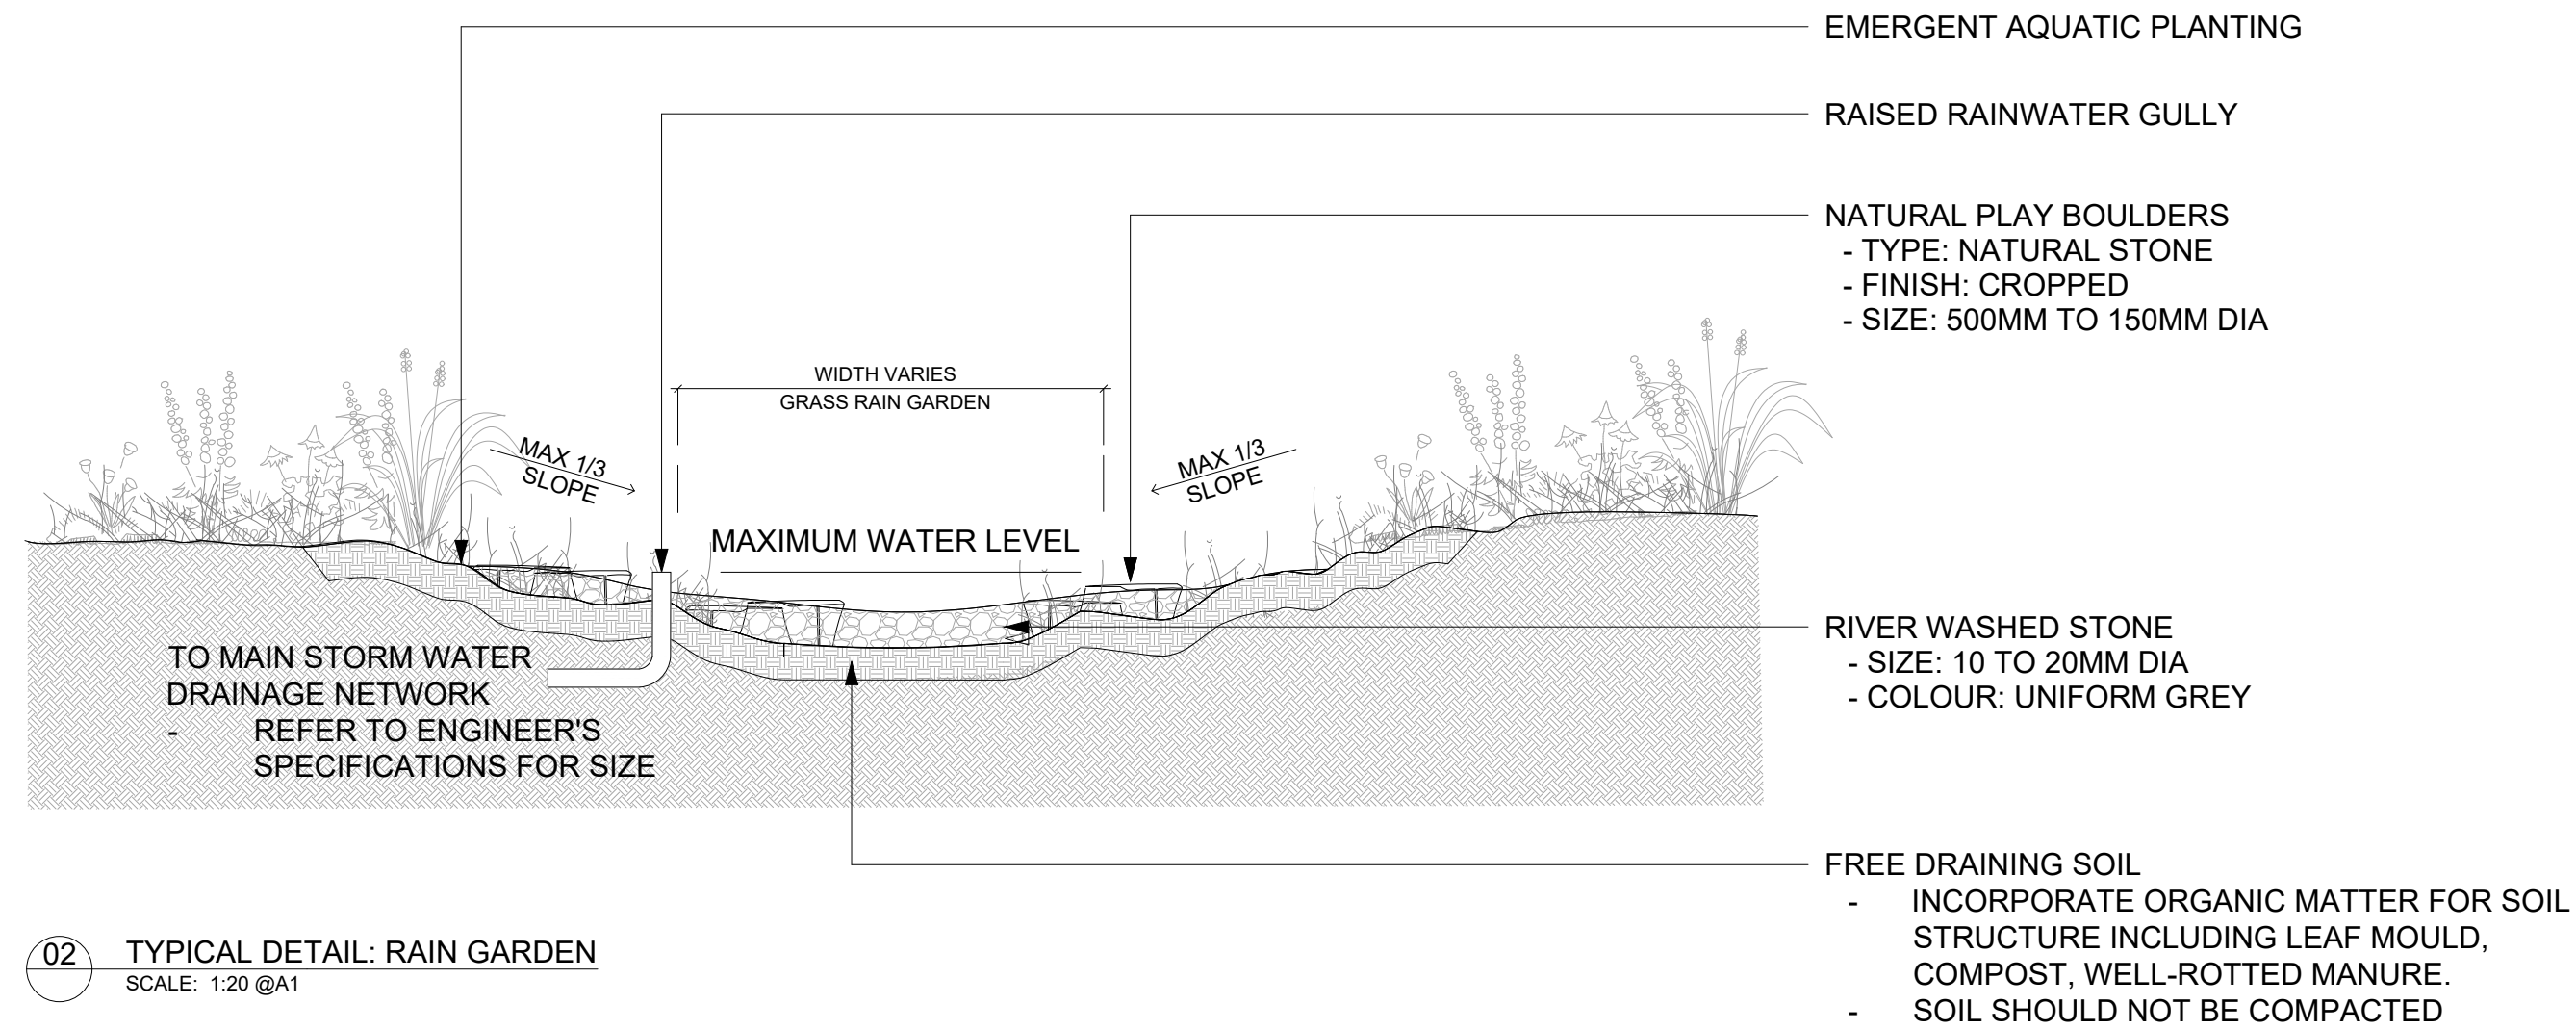 EMERGENT AQUATIC PLANTING
RAISED RAINWATER GULLY
NATURAL PLAY BOULDERS
- TYPE: NATURAL STONE
- FINISH: CROPPED
- SIZE: 500MM TO 150MM DIA
WIDTH VARIES
GRASS RAIN GARDEN
MAX 1/3
SLOPE
MAX 1/3
SLOPE
MAXIMUM WATER LEVEL
TO MAIN STORM WATER
DRAINAGE NETWORK
- REFER TO ENGINEER'S
SPECIFICATIONS FOR SIZE
RIVER WASHED STONE
- SIZE: 10 TO 20MM DIA
- COLOUR: UNIFORM GREY
FREE DRAINING SOIL
- INCORPORATE ORGANIC MATTER FOR SOIL
STRUCTURE INCLUDING LEAF MOULD,
COMPOST, WELL-ROTTED MANURE.
- SOIL SHOULD NOT BE COMPACTED
02
TYPICAL DETAIL: RAIN GARDEN
SCALE: 1:20 @A1